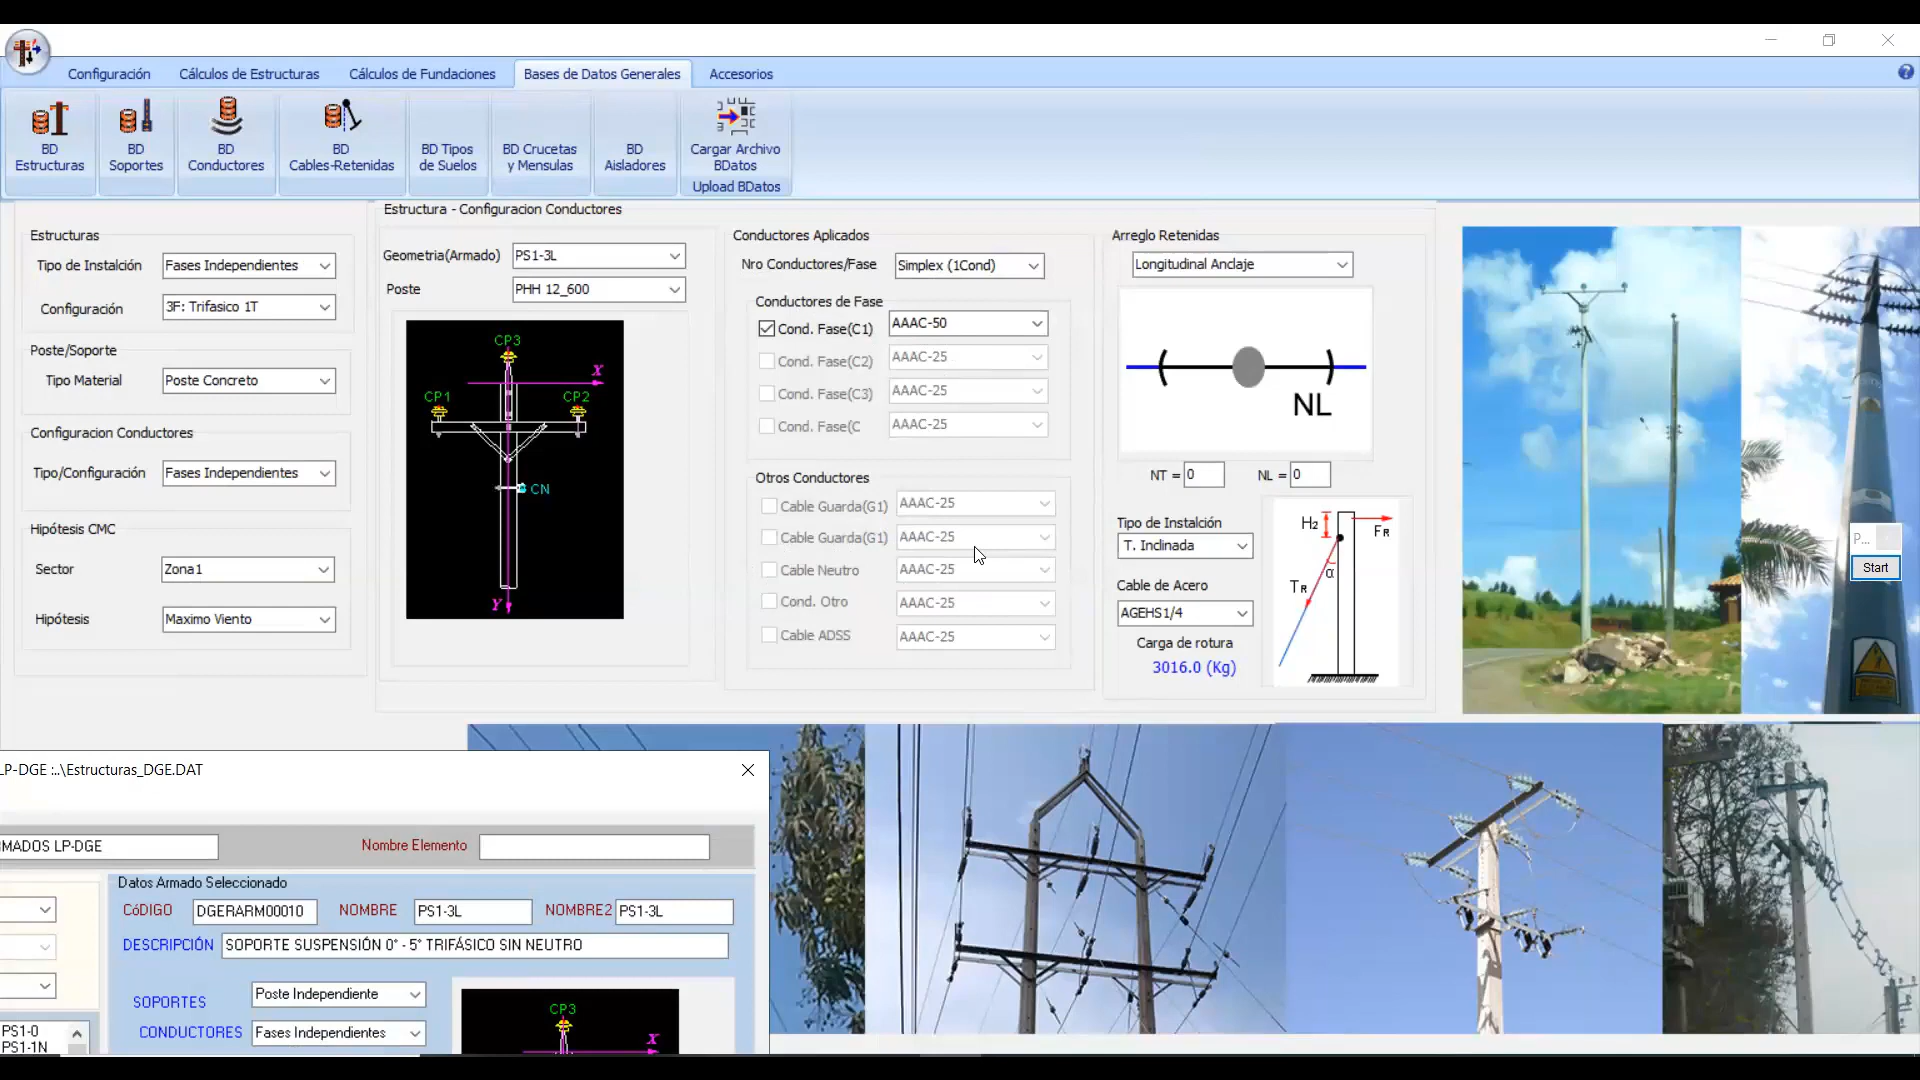 Configuración
Cálculos de Estructuras
Cálculos de Fundaciones
Bases de Datos Generales
Accesorios
BD
Estructuras
BD
Soportes
BD
Conductores
BD
Cables-Retenidas
BD Tipos
de Suelos
BD Crucetas
y Mensulas
BD
Aisladores
Cargar Archivo
BDatos
Upload BDatos
Estructuras
Tipo de Instalción
Fases Independientes
Configuración
3F: Trifasico 1T
Poste/Soporte
Tipo Material
Poste Concreto
Configuracion Conductores
Tipo/Configuración
Fases Independientes
Hipótesis CMC
Sector
Zona1
Hipótesis
Maximo Viento
Estructura - Configuracion Conductores
Geometria(Armado)
PS1-3L
Poste
PHH 12_600
CP3
X
CP1
CP2
CN
Y
Conductores Aplicados
Nro Conductores/Fase
Simplex (1Cond)
Conductores de Fase
Cond. Fase(C1)
AAAC-50
Cond. Fase(C2)
AAAC-25
Cond. Fase(C3)
AAAC-25
Cond. Fase(C
AAAC-25
Otros Conductores
Cable Guarda(G1)
AAAC-25
Cable Guarda(G1)
AAAC-25
Cable Neutro
AAAC-25
Cond. Otro
AAAC-25
Cable ADSS
AAAC-25
Arreglo Retenidas
Longitudinal Anclaje
NL
NT = 0
NL = 0
Tipo de Instalción
T. Inclinada
Cable de Acero
AGEHS1/4
Carga de rotura
3016.0 (Kg)
H2
FR
α
TR
P...
Start
LP-DGE :..\Estructuras_DGE.DAT
MADOS LP-DGE
Nombre Elemento
Datos Armado Seleccionado
CóDIGO
DGERARM00010
NOMBRE
PS1-3L
NOMBRE2
PS1-3L
DESCRIPCIÓN
SOPORTE SUSPENSIÓN 0° - 5° TRIFÁSICO SIN NEUTRO
SOPORTES
Poste Independiente
CONDUCTORES
Fases Independientes
PS1-0
PS1-1N
CP3
X